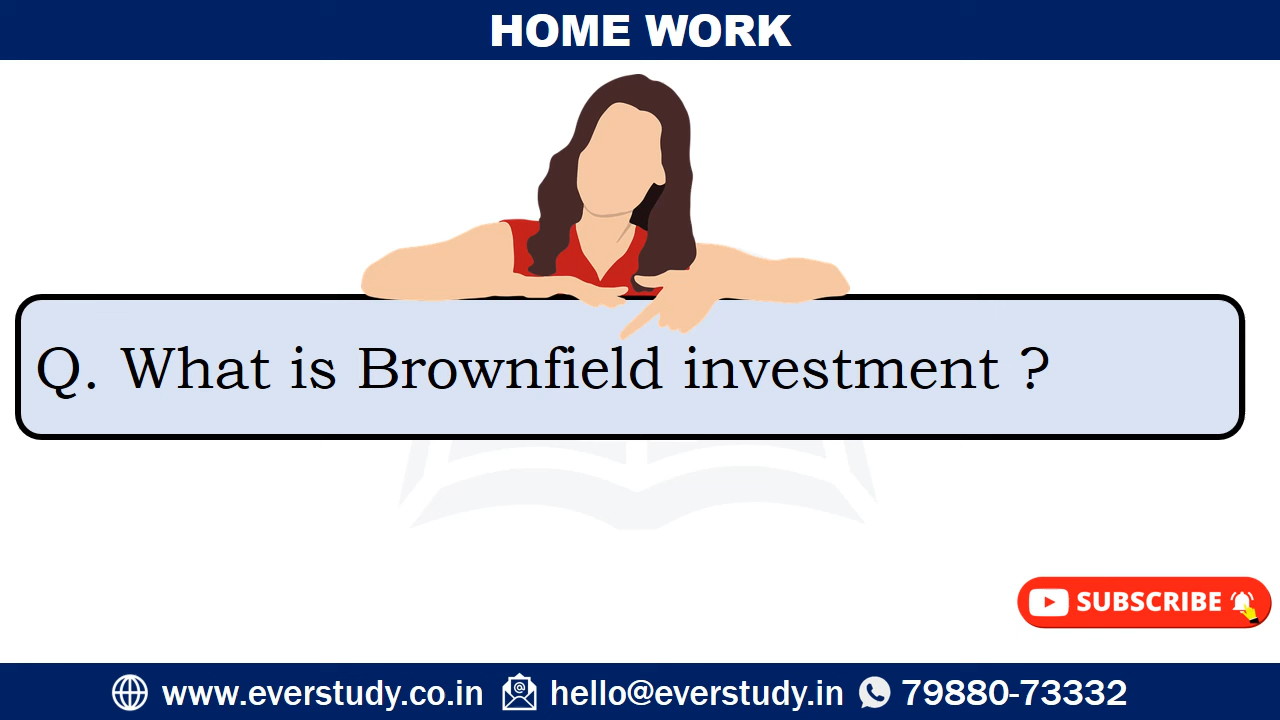 HOME WORK
Q. What is Brownfield investment ?
SUBSCRIBE
www.everstudy.co.in hello@everstudy.in 79880-73332